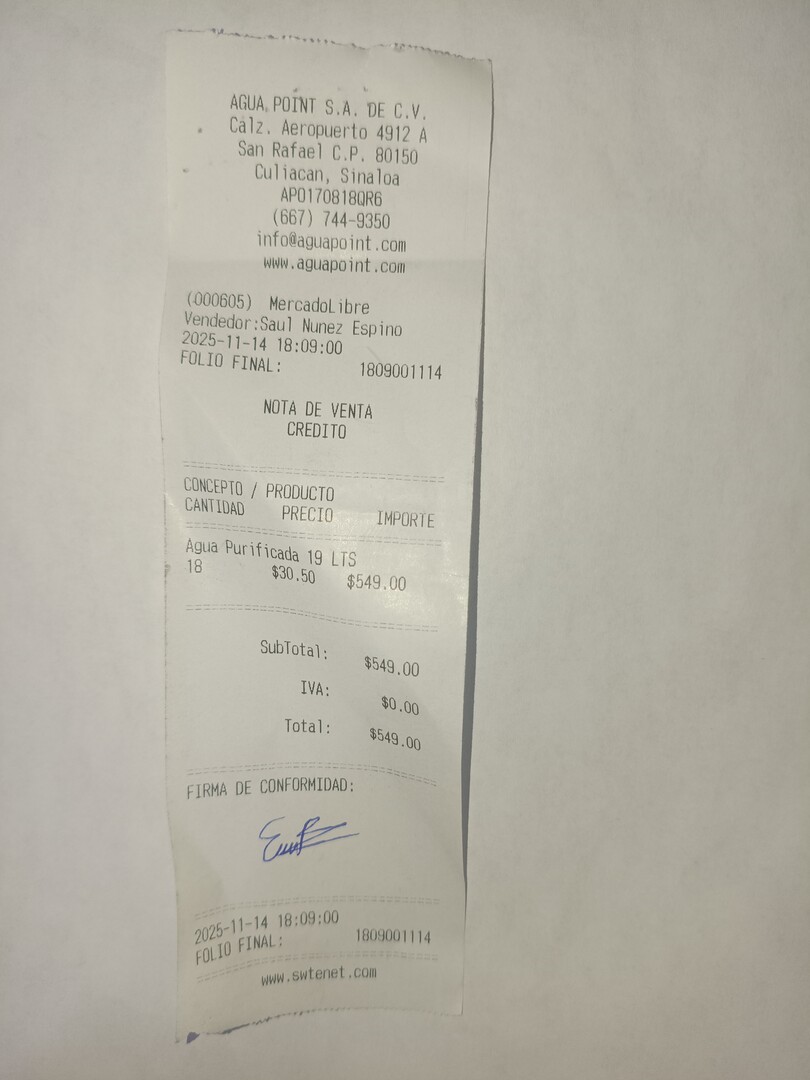 AGUA POINT S.A. DE C.V.
Calz. Aeropuerto 4912 A
San Rafael C.P. 80150
Culiacan, Sinaloa
APO170818QR6
(667) 744-9350
info@aguapoint.com
www.aguapoint.com
(000605) MercadoLibre
Vendedor:Saul Nunez Espino
2025-11-14 18:09:00
FOLIO FINAL: 1809001114
NOTA DE VENTA
CREDITO
CONCEPTO / PRODUCTO
CANTIDAD PRECIO IMPORTE
Agua Purificada 19 LTS
18 $30.50 $549.00
SubTotal: $549.00
IVA: $0.00
Total: $549.00
FIRMA DE CONFORMIDAD:
2025-11-14 18:09:00
FOLIO FINAL: 1809001114
www.swtenet.com